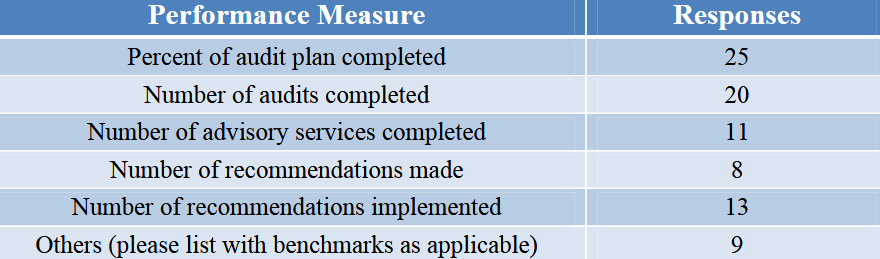 Performance Measure Responses
Percent of audit plan completed 25
Number of audits completed 20
Number of advisory services completed 11
Number of recommendations made 8
Number of recommendations implemented 13
Others (please list with benchmarks as applicable) 9